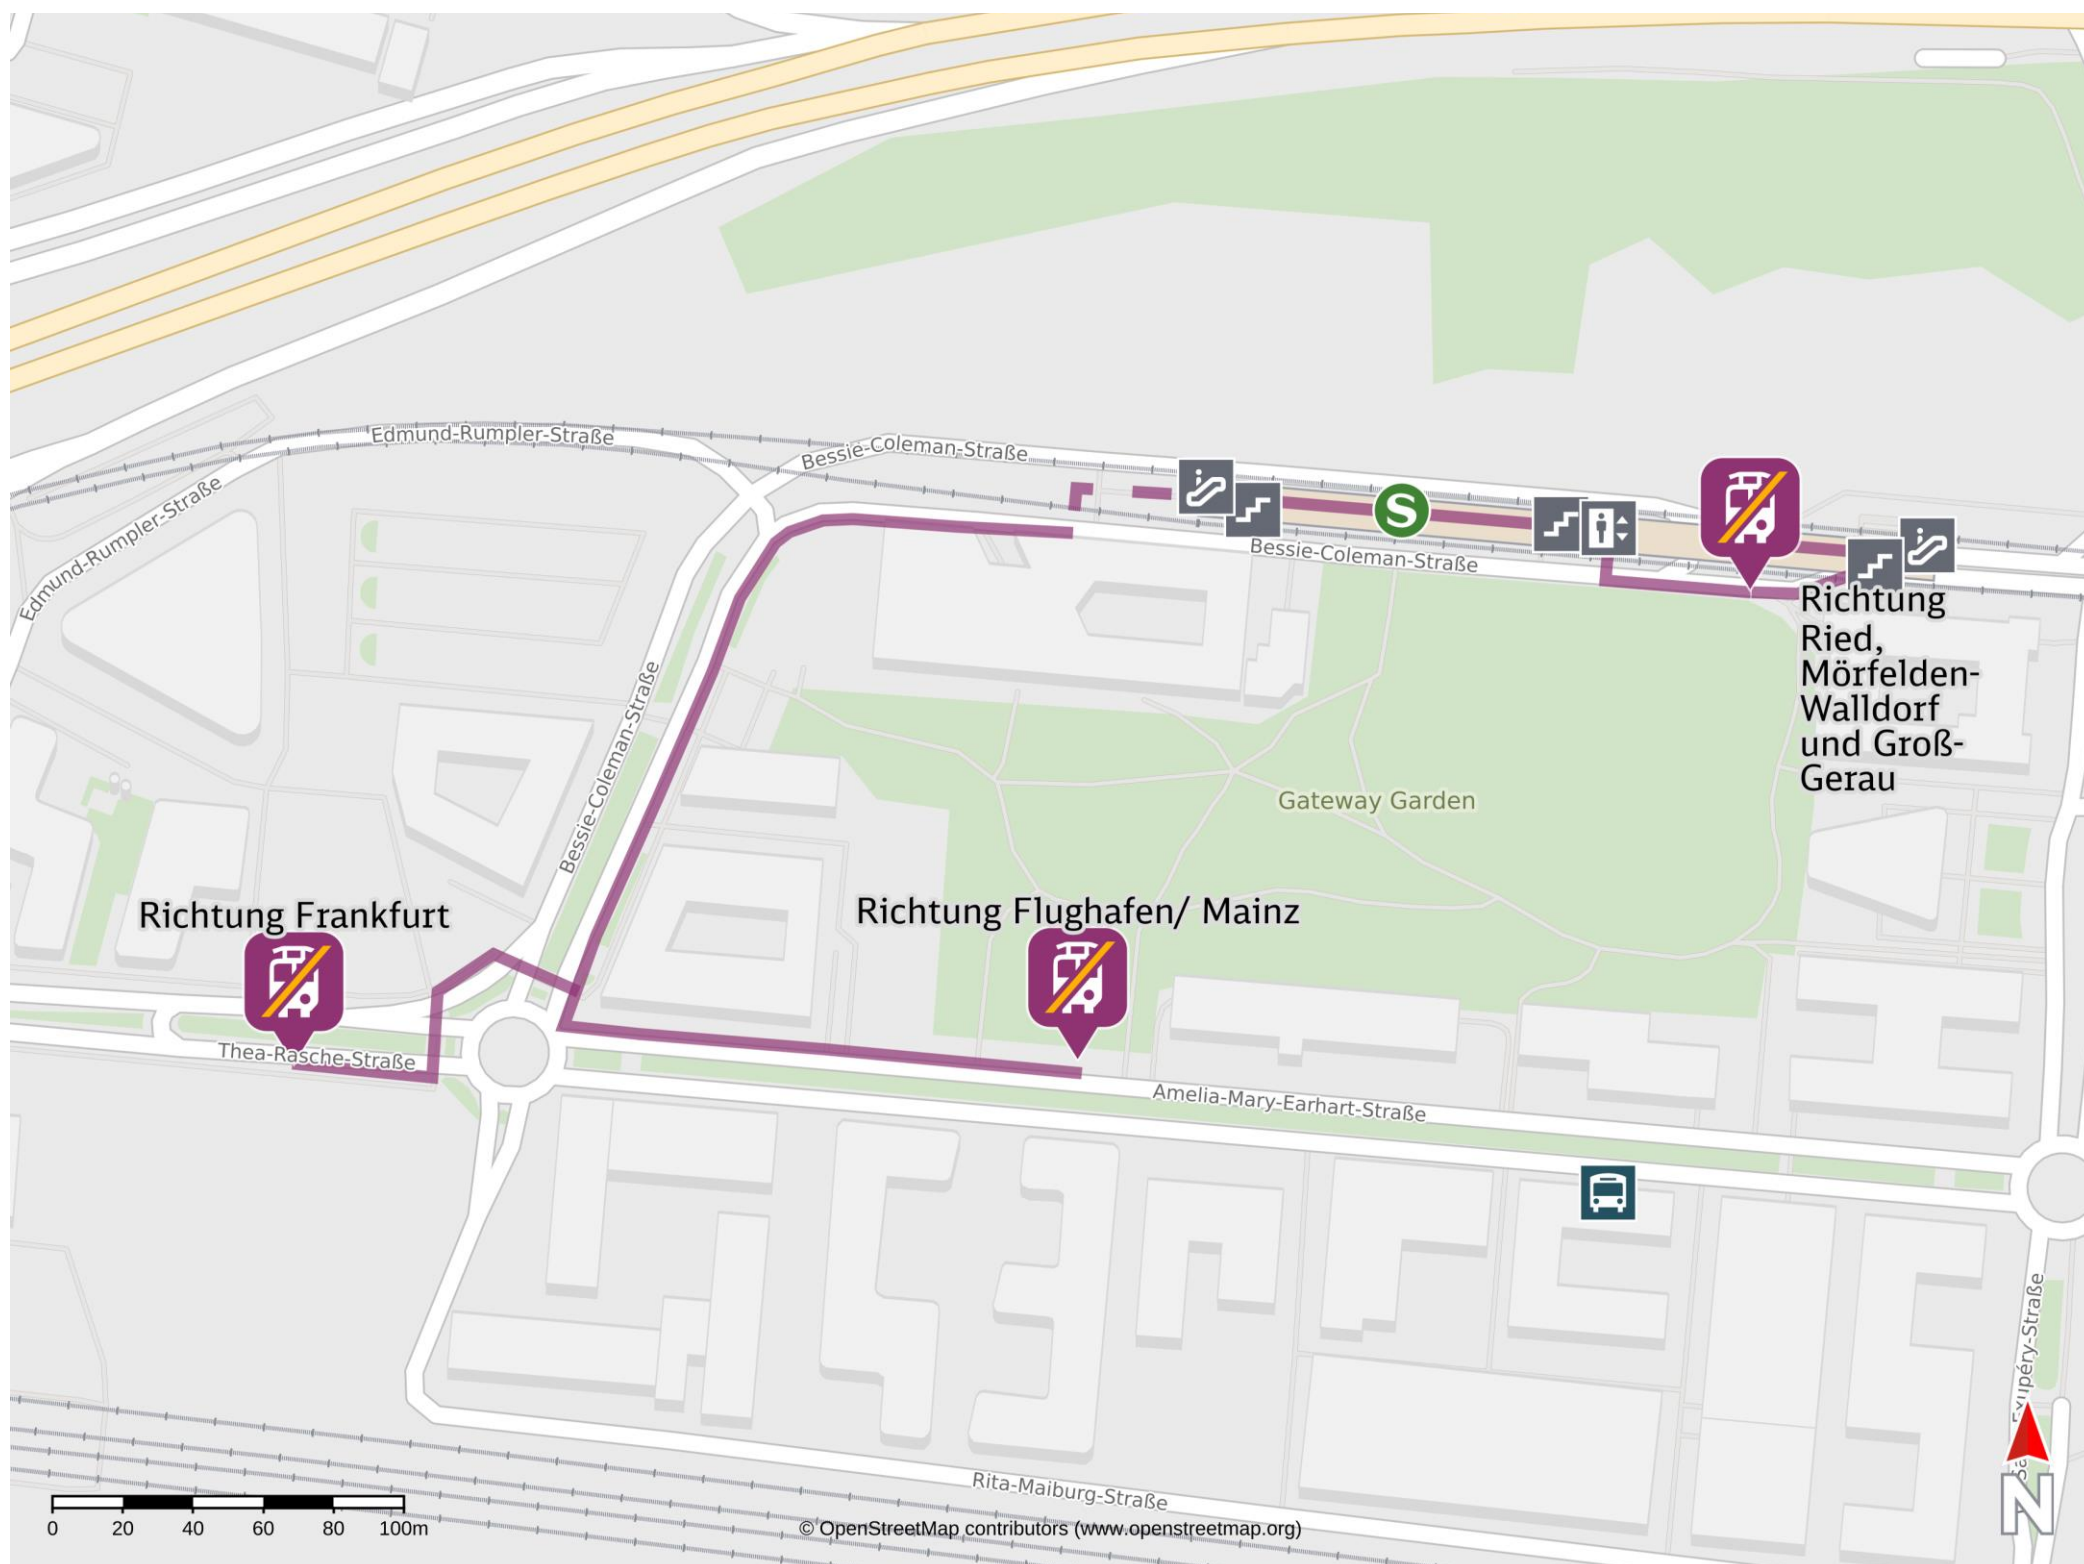 Edmund-Rumpler-Straße
Bessie-Coleman-Straße
Edmund-Rumpler-Straße
S
Bessie-Coleman-Straße
Richtung
Ried,
Mörfelden-
Walldorf
und Groß-
Gerau
Bessie-Coleman-Straße
Gateway Garden
Richtung Frankfurt
Richtung Flughafen/ Mainz
Thea-Rasche-Straße
Amelia-Mary-Earhart-Straße
Rita-Maiburg-Straße
N
0 20 40 60 80 100m
© OpenStreetMap contributors (www.openstreetmap.org)